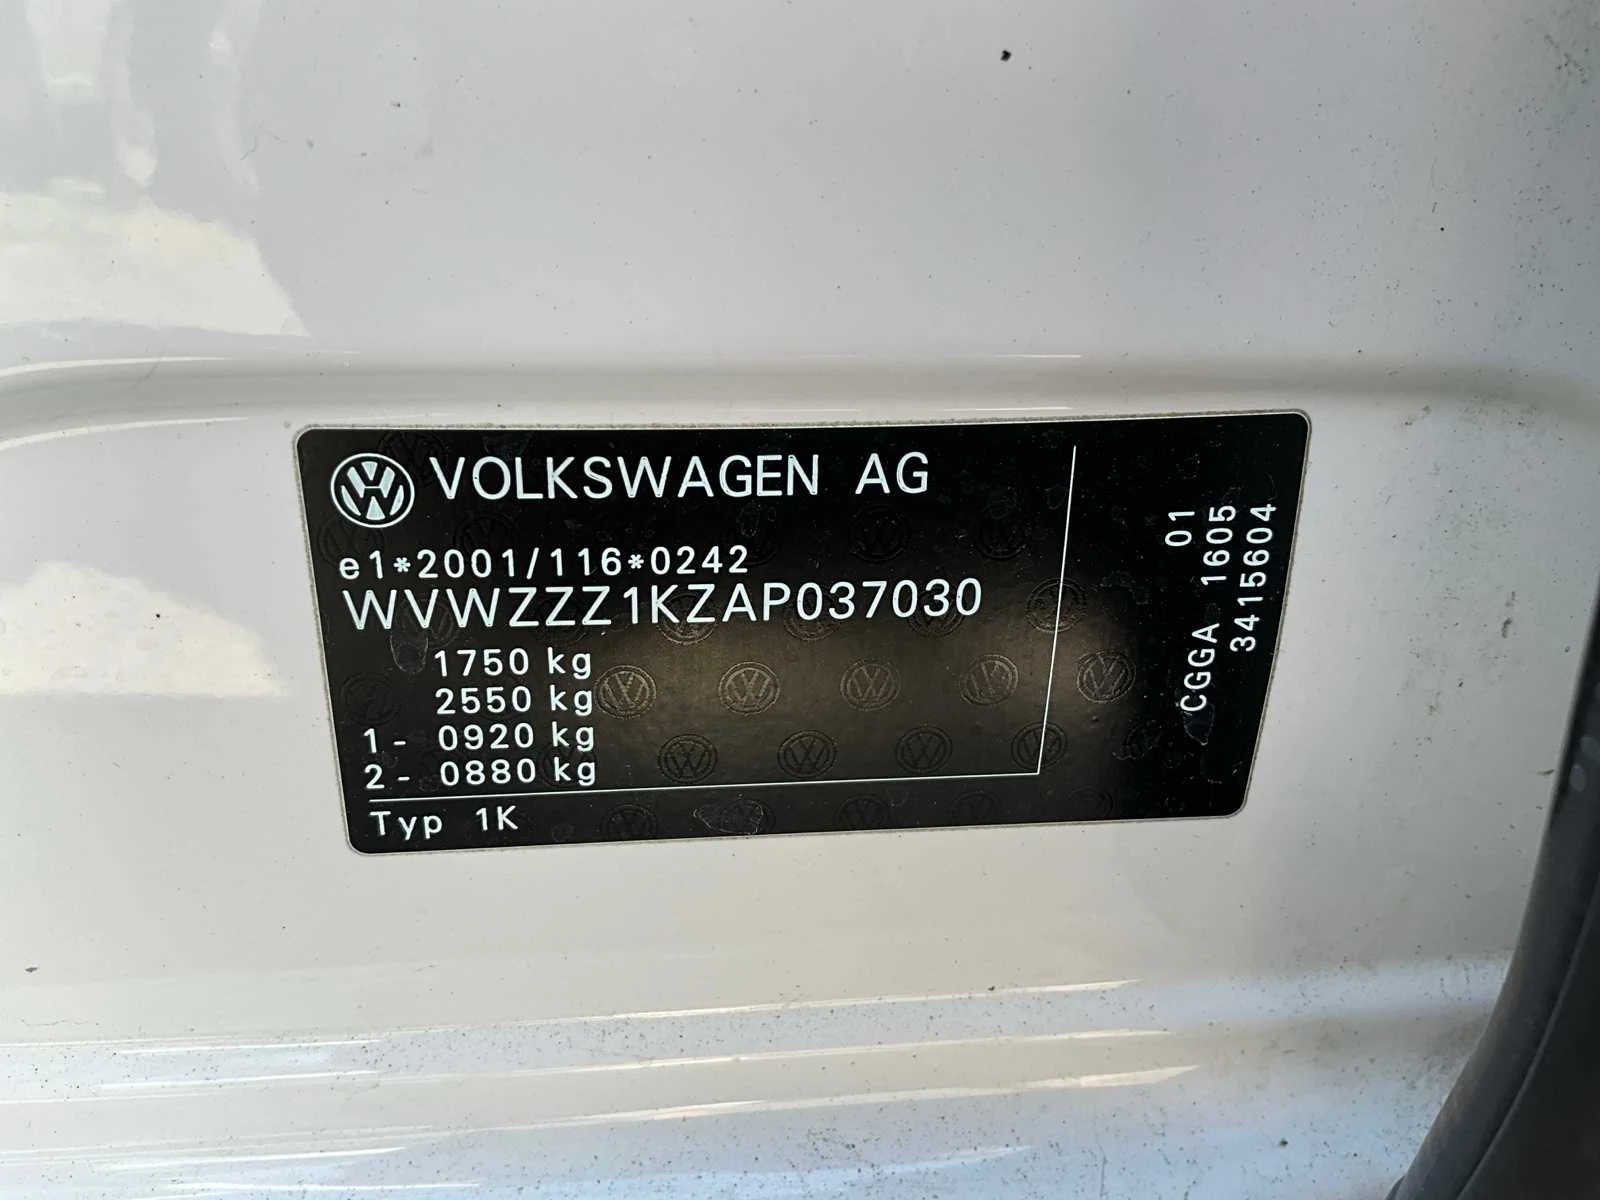 VOLKSWAGEN AG
e1*2001/116*0242
WVWZZZ1KZAP037030
1750 kg
2550 kg
1- 0920 kg
2- 0880 kg
Typ 1K
01
CGGA 1605
3415604